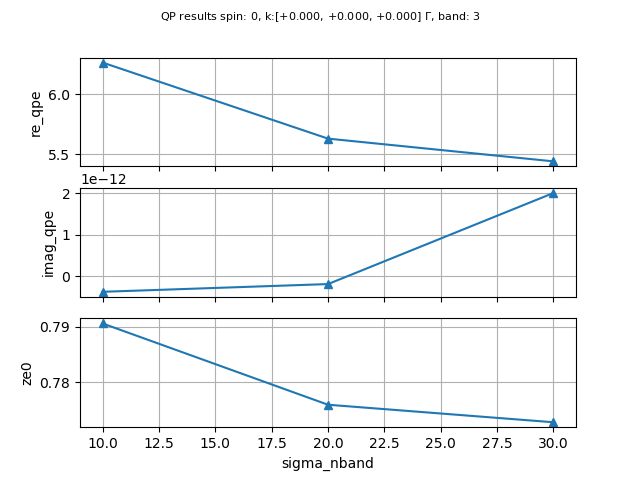 QP results spin: 0, k:[+0.000, +0.000, +0.000] Γ, band: 3
6.0
5.5
re_qpe
1e−12
2
1
0
imag_qpe
0.79
0.78
ze0
10.0 12.5 15.0 17.5 20.0 22.5 25.0 27.5 30.0
sigma_nband